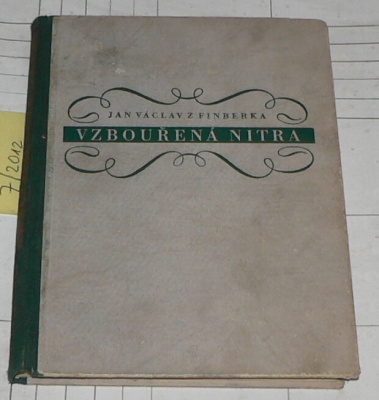 JAN VÁCLAV Z FINBERKA
VZBOUŘENÁ NITRA
7/2012